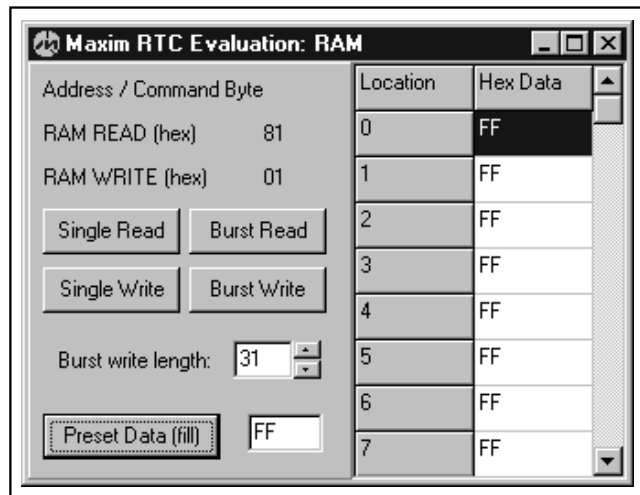 Maxim RTC Evaluation: RAM
Address / Command Byte
RAM READ (hex) 81
RAM WRITE (hex) 01
Single Read Burst Read
Single Write Burst Write
Burst write length: 31
Preset Data (fill) FF
Location Hex Data
0 FF
1 FF
2 FF
3 FF
4 FF
5 FF
6 FF
7 FF